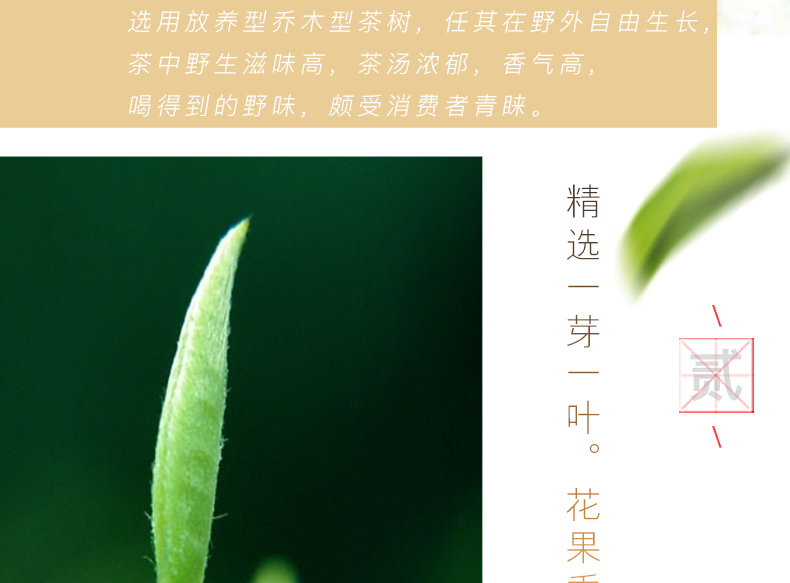 选用放养型乔木型茶树，任其在野外自由生长，
茶中野生滋味高，茶汤浓郁，香气高，
喝得到的野味，颇受消费者青睐。
精选一芽一叶。花果
贰